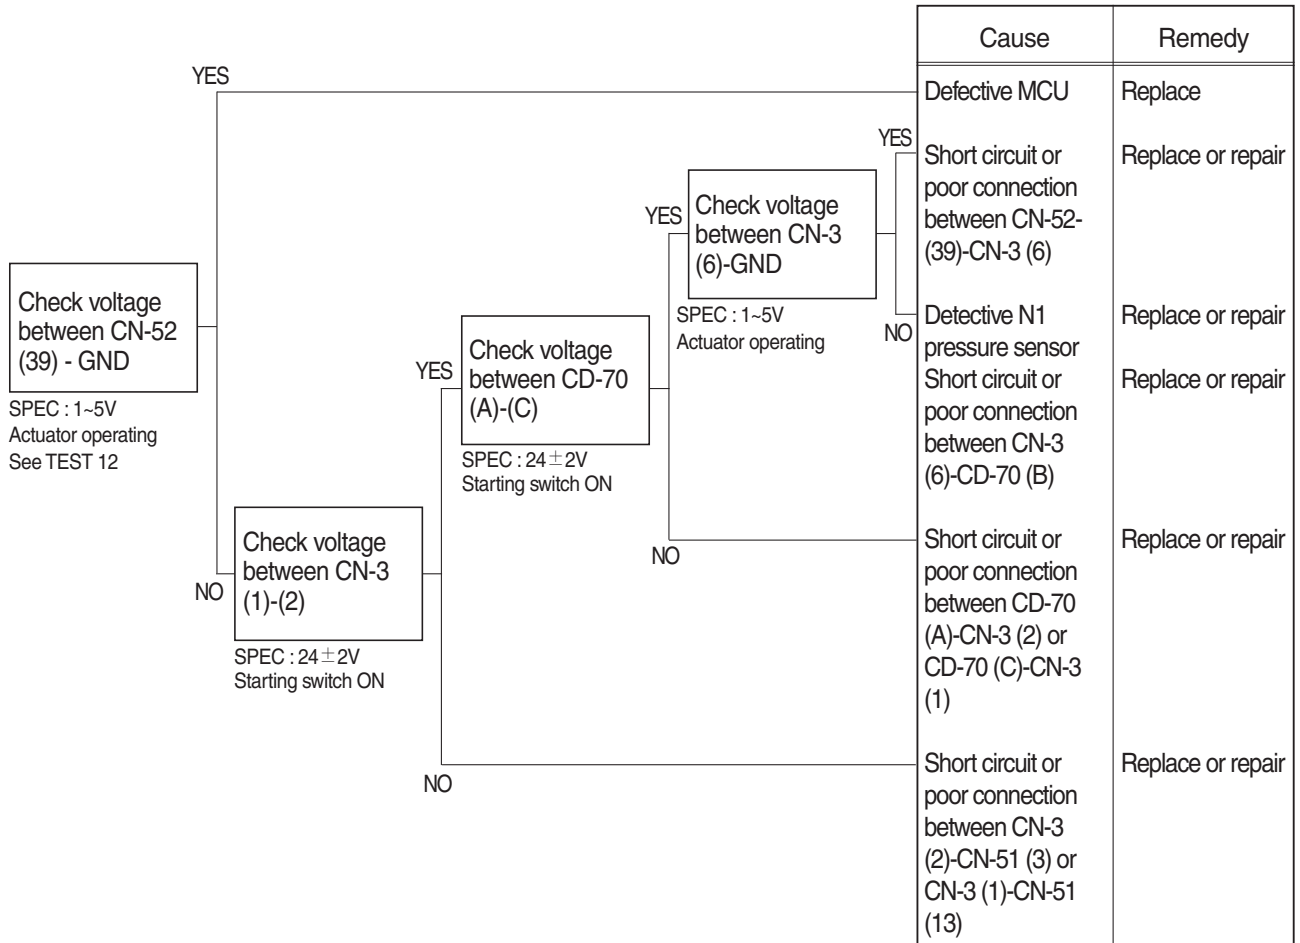 Cause
Remedy
YES
Defective MCU
Replace
YES
Short circuit or
poor connection
between CN-52-
(39)-CN-3 (6)
Replace or repair
YES
Check voltage
between CN-3
(6)-GND
SPEC : 1~5V
Actuator operating
NO
Detective N1
pressure sensor
Replace or repair
Short circuit or
poor connection
between CN-3
(6)-CD-70 (B)
Replace or repair
Check voltage
between CN-52
(39) - GND
SPEC : 1~5V
Actuator operating
See TEST 12
YES
Check voltage
between CD-70
(A)-(C)
SPEC : 24±2V
Starting switch ON
NO
Short circuit or
poor connection
between CD-70
(A)-CN-3 (2) or
CD-70 (C)-CN-3
(1)
Replace or repair
NO
Check voltage
between CN-3
(1)-(2)
SPEC : 24±2V
Starting switch ON
NO
Short circuit or
poor connection
between CN-3
(2)-CN-51 (3) or
CN-3 (1)-CN-51
(13)
Replace or repair